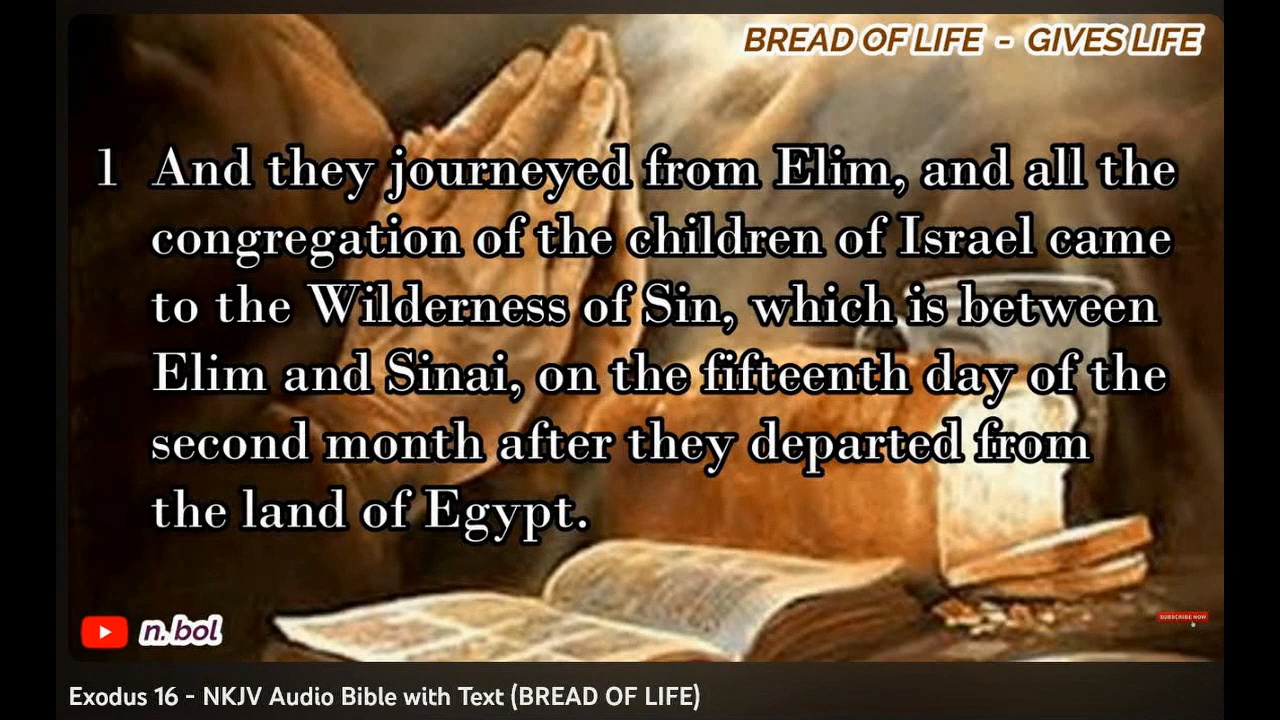 BREAD OF LIFE - GIVES LIFE
1 And they journeyed from Elim, and all the
congregation of the children of Israel came
to the Wilderness of Sin, which is between
Elim and Sinai, on the fifteenth day of the
second month after they departed from
the land of Egypt.
n. bol
SUBSCRIBE NOW
Exodus 16 - NKJV Audio Bible with Text (BREAD OF LIFE)